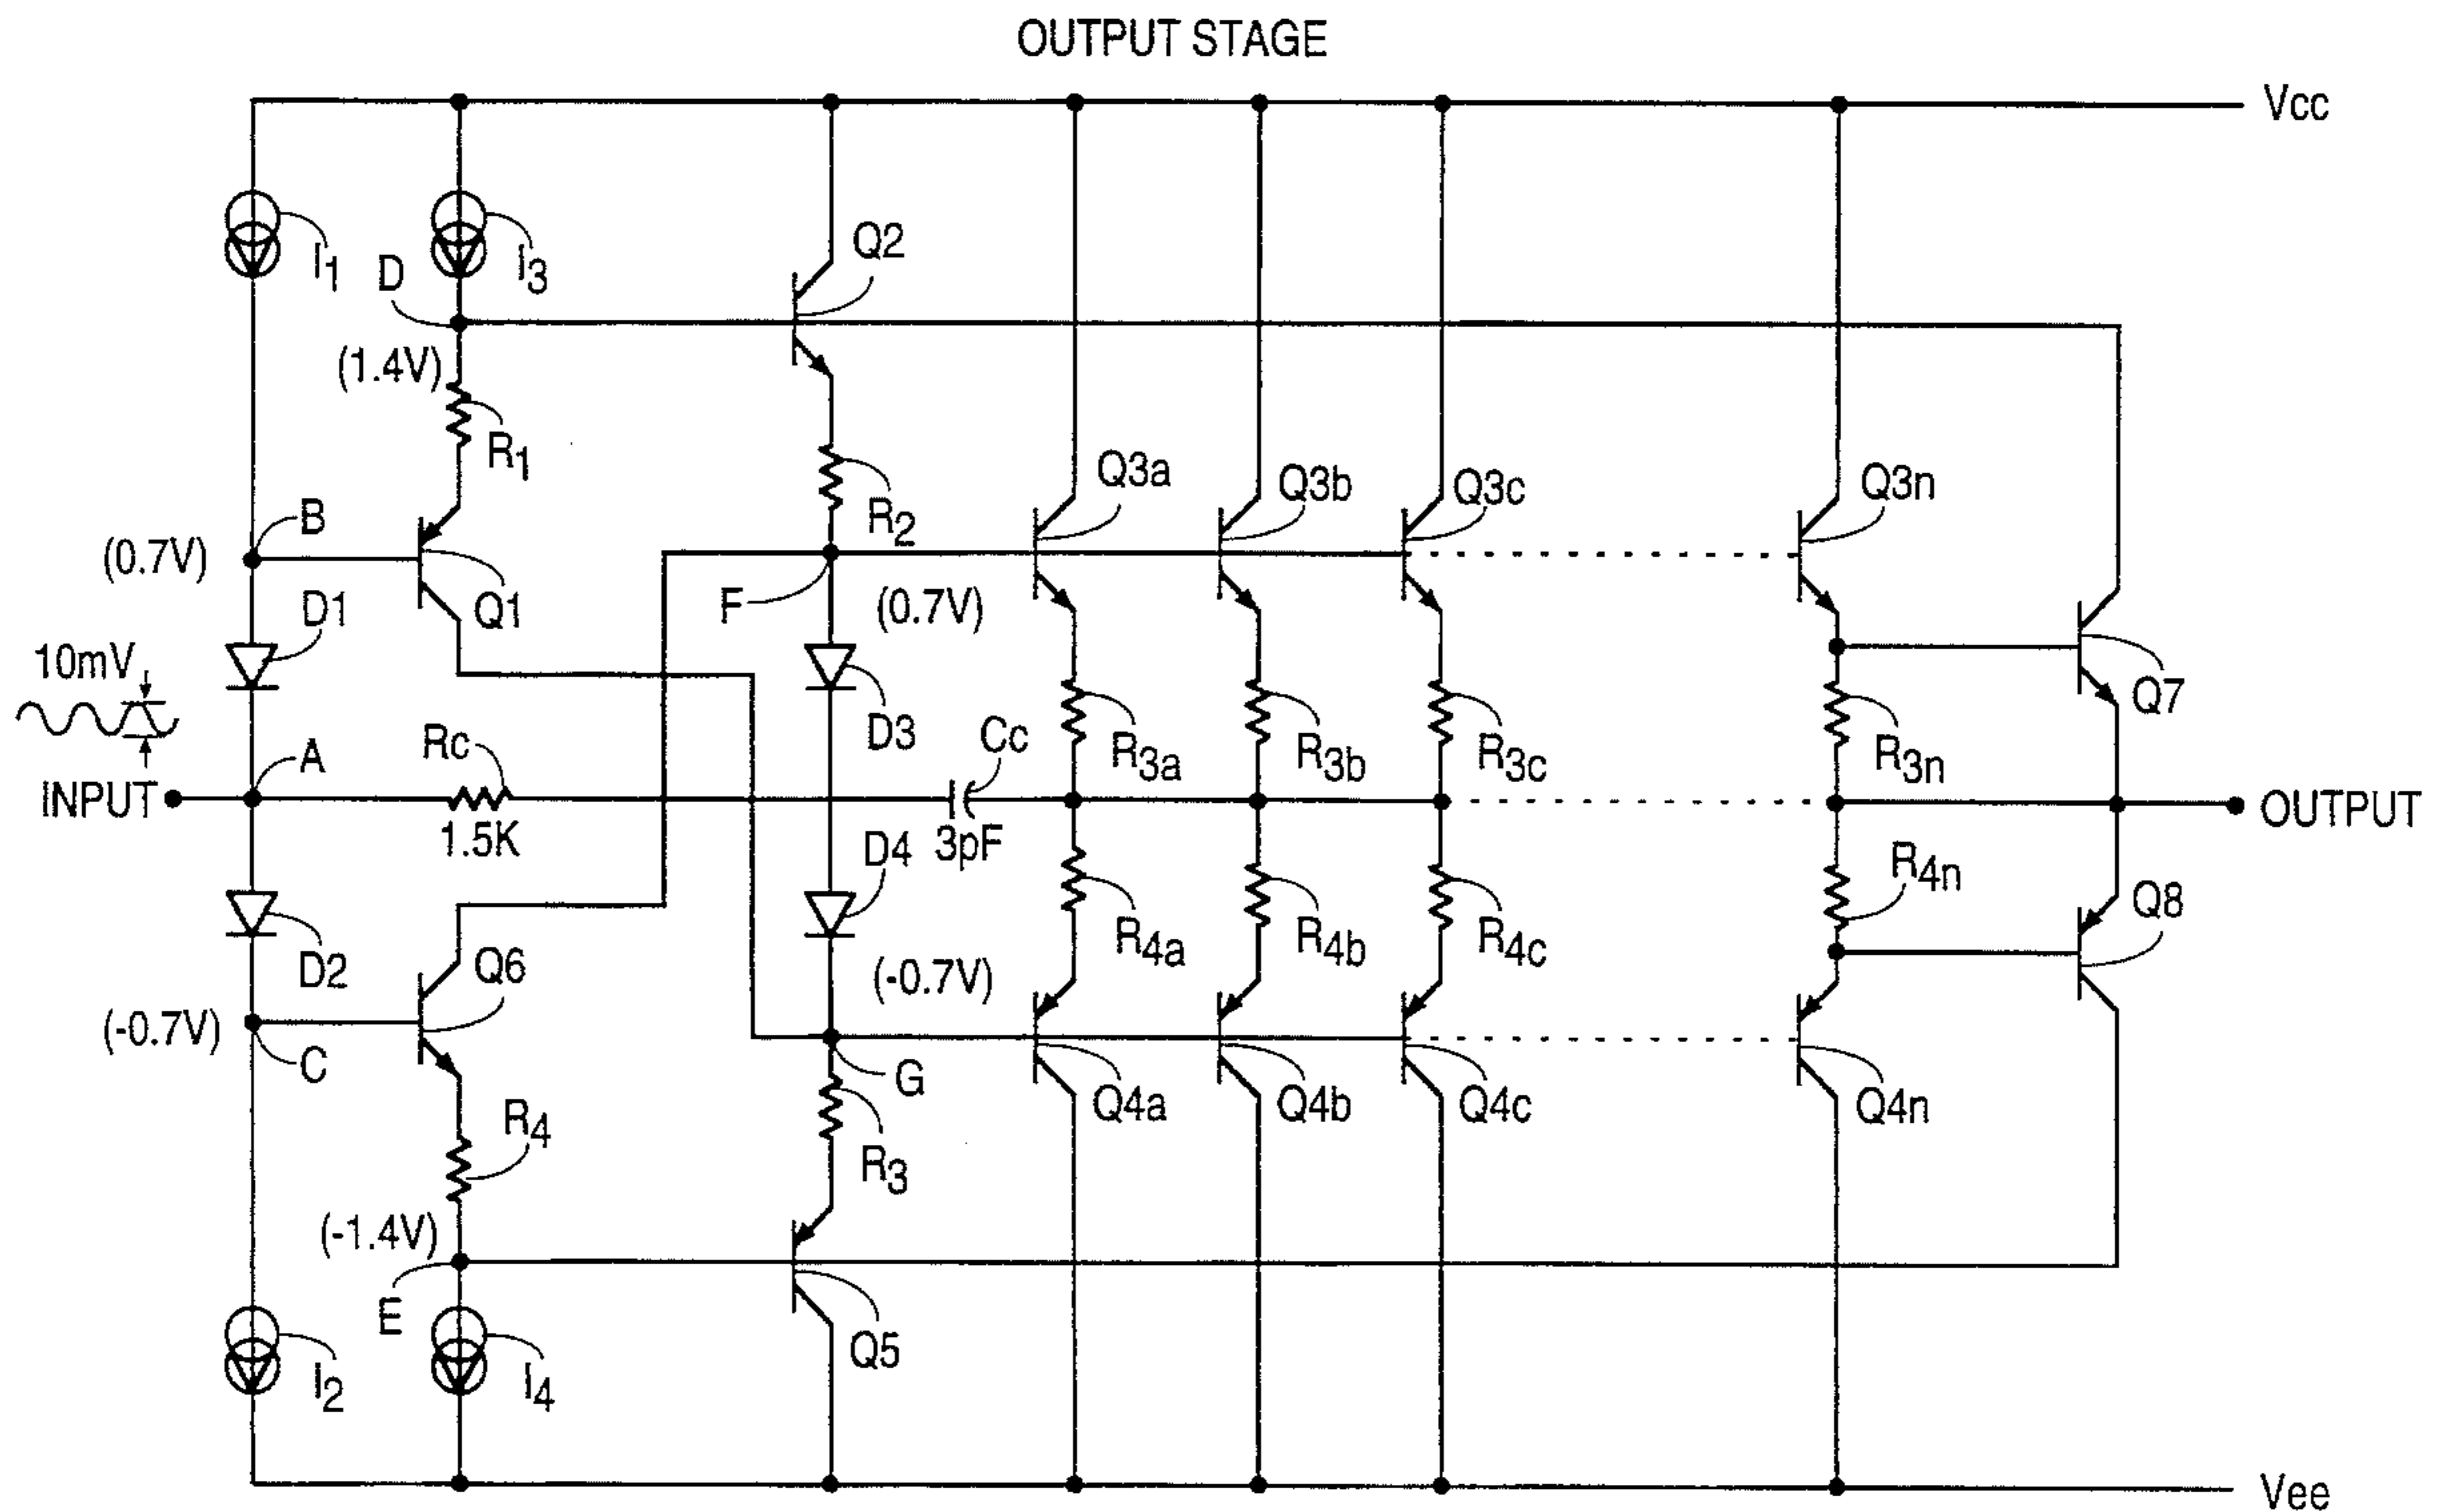 OUTPUT STAGE
Vcc
I1
I3
D
Q2
(1.4V)
R1
R2
Q3a
Q3b
Q3c
Q3n
B
(0.7V)
Q1
D1
F
(0.7V)
10mV
D3
Q7
A
Rc
Cc
R3a
R3b
R3c
R3n
INPUT
1.5K
3pF
OUTPUT
D4
R4a
R4b
R4c
R4n
Q8
D2
Q6
(-0.7V)
(-0.7V)
C
G
Q4a
Q4b
Q4c
Q4n
R4
R3
(-1.4V)
E
Q5
I2
I4
Vee